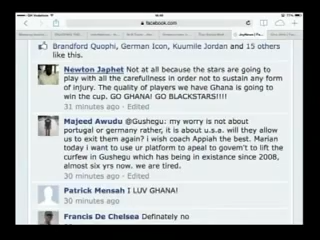 facebook.com
Brandford Quophi, German Icon, Kuumile Jordan and 15 others
like this.
Newton Japhet Not at all because the stars are going to
play with all the carefulness in order not to sustain any form
of injury. The quality of players we have Ghana is going to
win the cup. GO GHANA! GO BLACKSTARS!!!!
31 minutes ago · Edited
Majeed Awudu @Gushegu: my worry is not about
portugal or germany rather, it is about u.s.a. will they allow
us to exit them again? i wish coach Appiah the best. Marian
today i want to use ur platform to apeal to govem't to lift the
curfew in Gushegu which has being in existance since 2008,
almost six yrs now. we are tired.
30 minutes ago · Edited
Patrick Mensah I LUV GHANA!
30 minutes ago
Francis De Chelsea Definately no